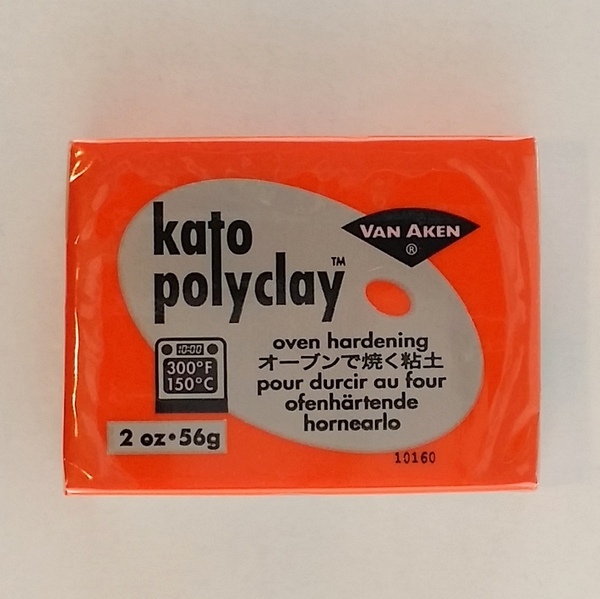 kato
polyclay™
VAN AKEN
®
oven hardening
オーブンで焼く粘土
pour durcir au four
ofenhärtende
hornearlo
10:00
300°F
150°C
2 oz•56g
10160